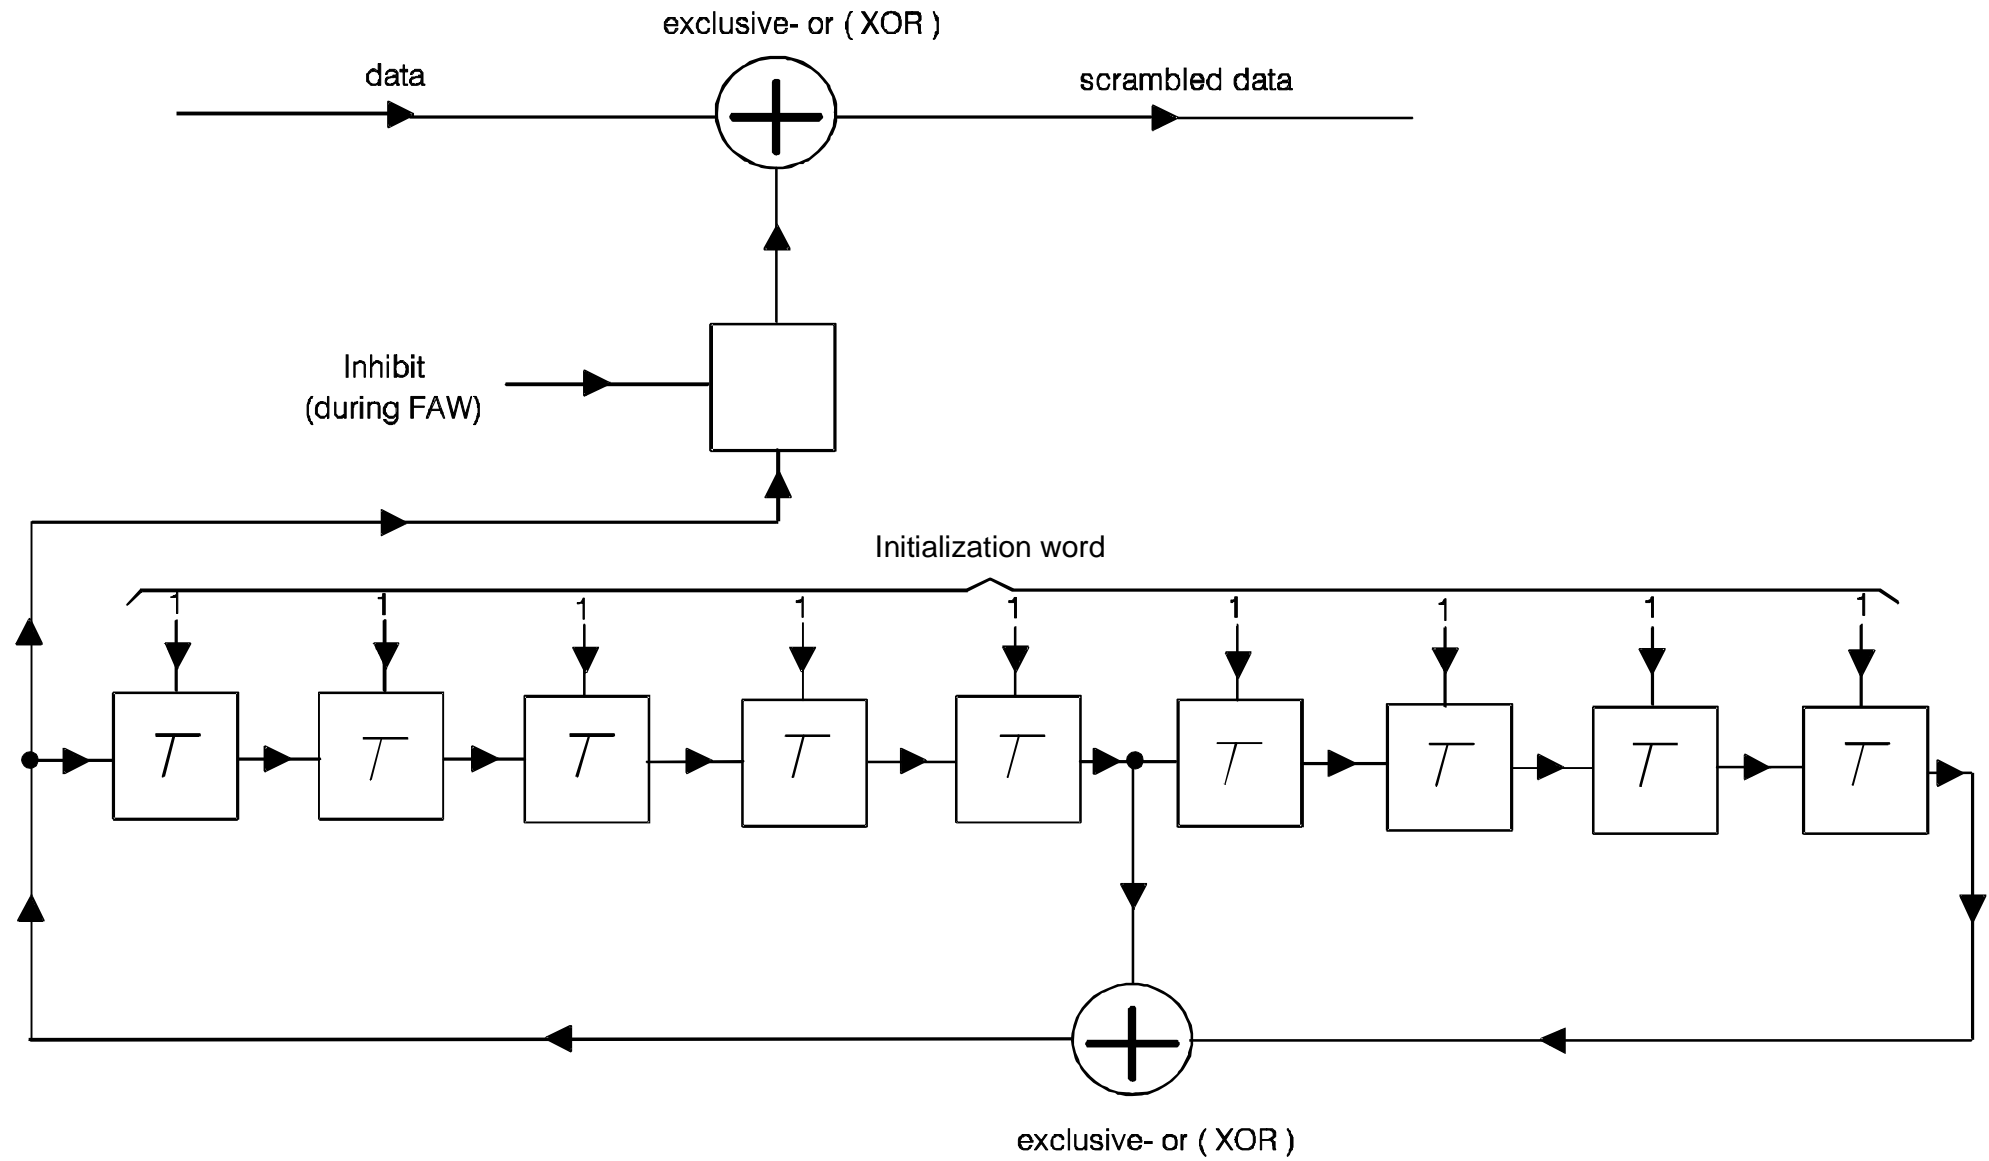 exclusive- or ( XOR )
data
scrambled data
Inhibit
(during FAW)
Initialization word
1 1 1 1 1 1 1 1 1
T T T T T T T T T
exclusive- or ( XOR )